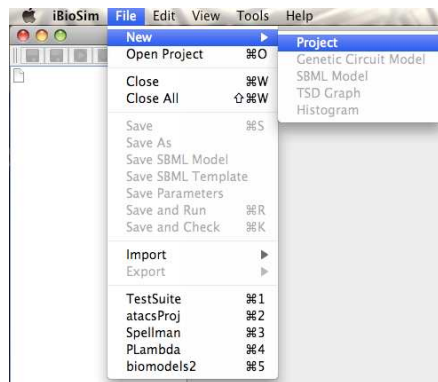 iBioSim File Edit View Tools Help
New
Open Project ⌘O
Close ⌘W
Close All ⇧⌘W
Save ⌘S
Save As
Save SBML Model
Save SBML Template
Save Parameters
Save and Run ⌘R
Save and Check ⌘K
Import
Export
TestSuite ⌘1
atacsProj ⌘2
Spellman ⌘3
PLambda ⌘4
biomodels2 ⌘5
Project
Genetic Circuit Model
SBML Model
TSD Graph
Histogram